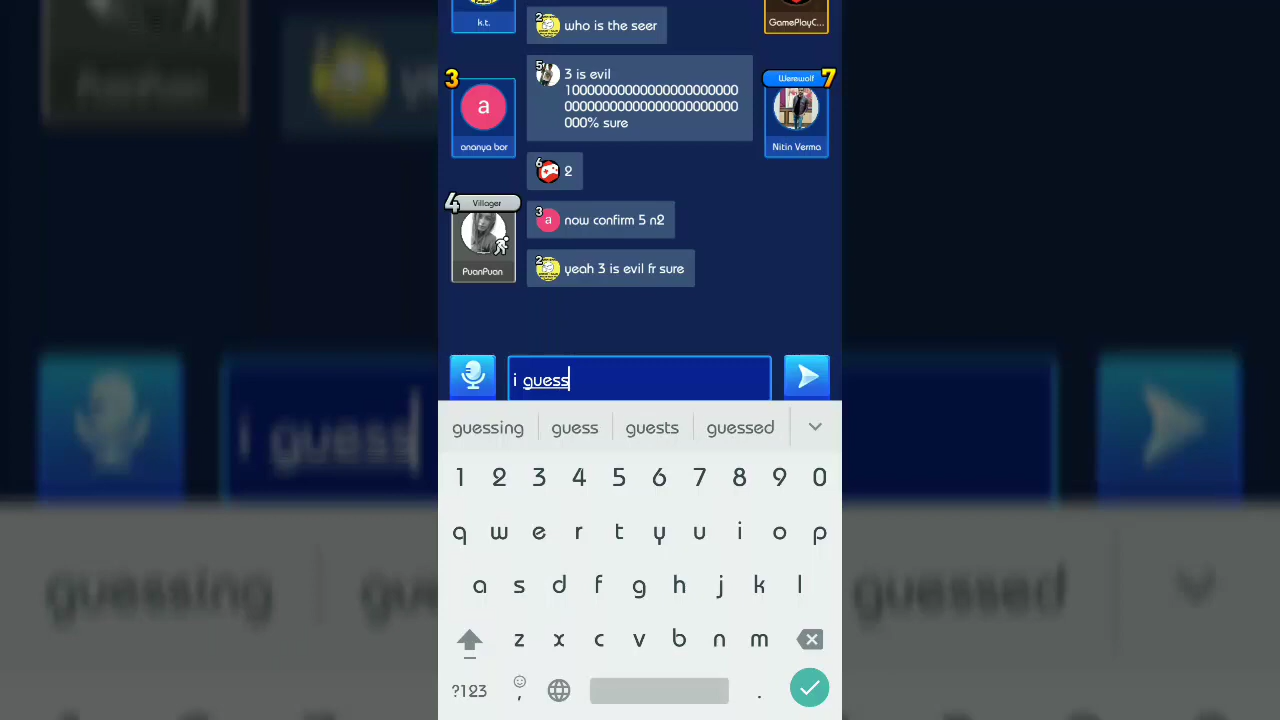 k.t.
2 who is the seer
GamePlayC...
5 3 is evil
10000000000000000000000
0000000000000000000000
000% sure
3
a
ananya bor
Werewolf 7
Nitin Verma
6 2
4 Villager
PuanPuan
3 a now confirm 5 n2
2 yeah 3 is evil fr sure
i guess
guessing guess guests guessed
1 2 3 4 5 6 7 8 9 0
q w e r t y u i o p
a s d f g h j k l
z x c v b n m
?123 , .